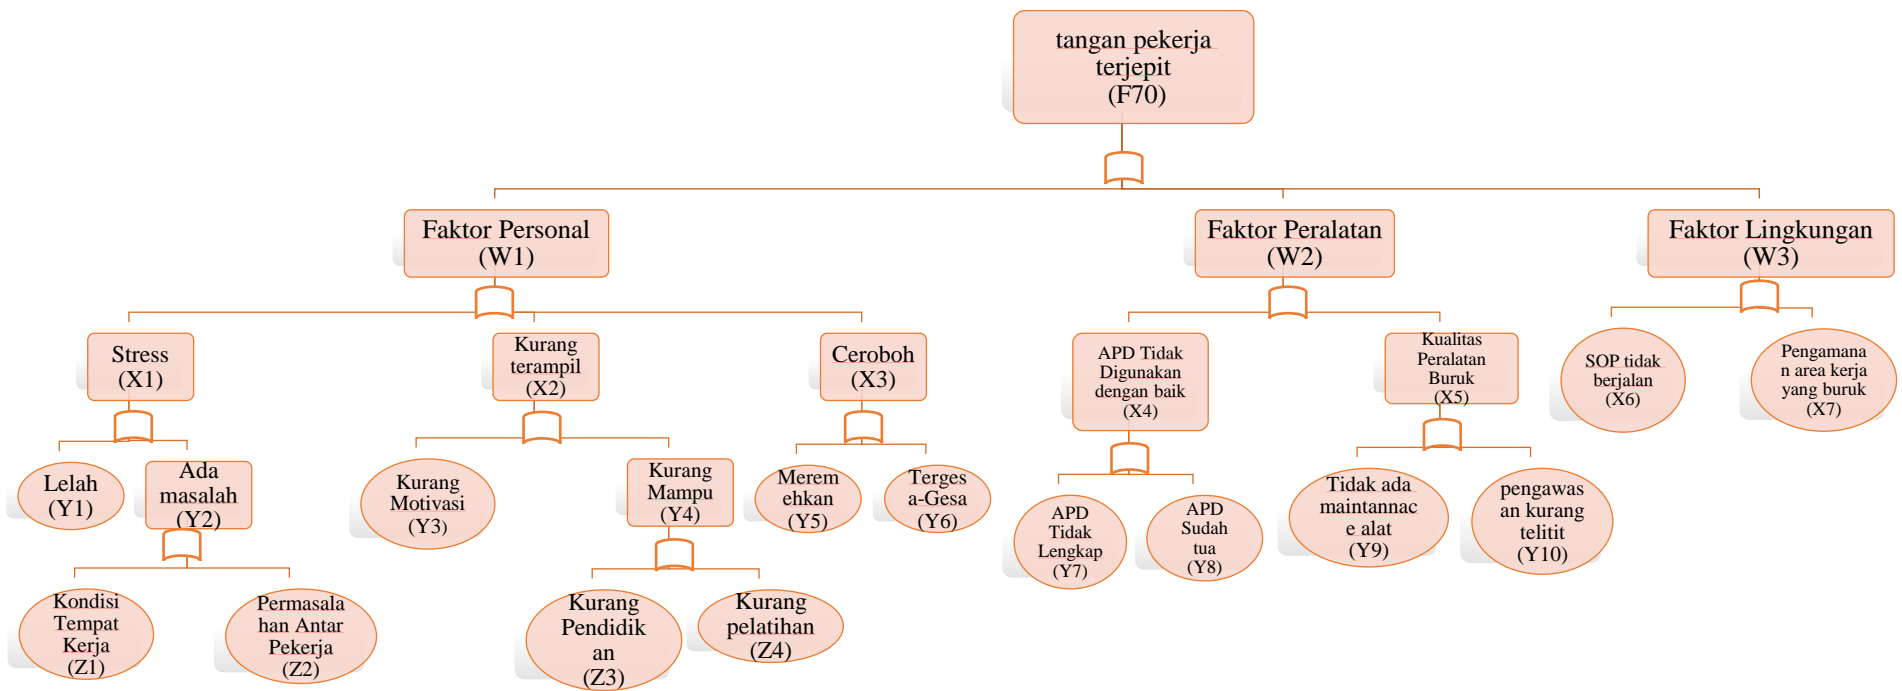 tangan pekerja
terjepit
(F70)
Faktor Personal
(W1)
Faktor Peralatan
(W2)
Faktor Lingkungan
(W3)
Stress
(X1)
Kurang
terampil
(X2)
Ceroboh
(X3)
APD Tidak
Digunakan
dengan baik
(X4)
Kualitas
Peralatan
Buruk
(X5)
SOP tidak
berjalan
(X6)
Pengamana
n area kerja
yang buruk
(X7)
Lelah
(Y1)
Ada
masalah
(Y2)
Kurang
Motivasi
(Y3)
Kurang
Mampu
(Y4)
Merem
ehkan
(Y5)
Terges
a-Gesa
(Y6)
APD
Tidak
Lengkap
(Y7)
APD
Sudah
tua
(Y8)
Tidak ada
maintannac
e alat
(Y9)
pengawas
an kurang
telitit
(Y10)
Kondisi
Tempat
Kerja
(Z1)
Permasala
han Antar
Pekerja
(Z2)
Kurang
Pendidik
an
(Z3)
Kurang
pelatihan
(Z4)